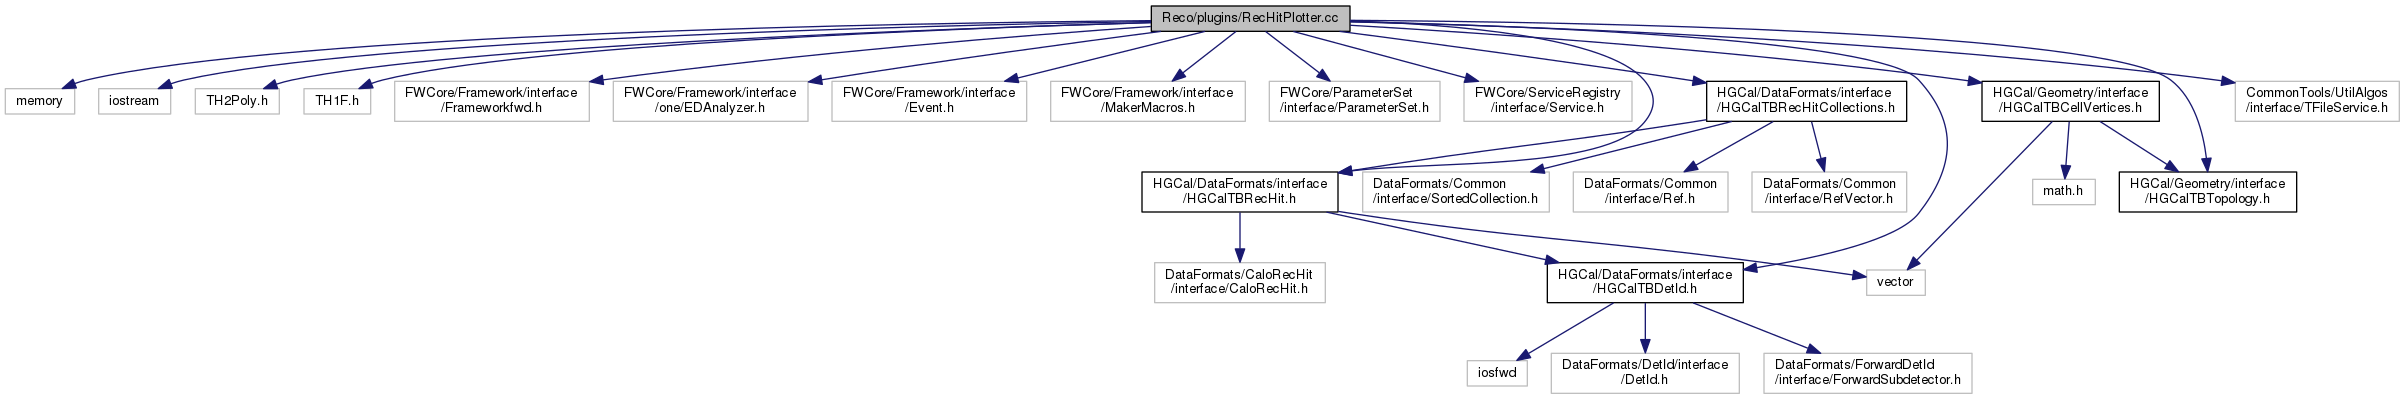 Reco/plugins/RecHitPlotter.cc
memory
iostream
TH2Poly.h
TH1F.h
FWCore/Framework/interface
/Frameworkfwd.h
FWCore/Framework/interface
/one/EDAnalyzer.h
FWCore/Framework/interface
/Event.h
FWCore/Framework/interface
/MakerMacros.h
FWCore/ParameterSet
/interface/ParameterSet.h
FWCore/ServiceRegistry
/interface/Service.h
HGCal/DataFormats/interface
/HGCalTBRecHitCollections.h
HGCal/Geometry/interface
/HGCalTBCellVertices.h
CommonTools/UtilAlgos
/interface/TFileService.h
HGCal/DataFormats/interface
/HGCalTBRecHit.h
DataFormats/Common
/interface/SortedCollection.h
DataFormats/Common
/interface/Ref.h
DataFormats/Common
/interface/RefVector.h
math.h
HGCal/Geometry/interface
/HGCalTBTopology.h
DataFormats/CaloRecHit
/interface/CaloRecHit.h
HGCal/DataFormats/interface
/HGCalTBDetId.h
vector
iosfwd
DataFormats/DetId/interface
/DetId.h
DataFormats/ForwardDetId
/interface/ForwardSubdetector.h